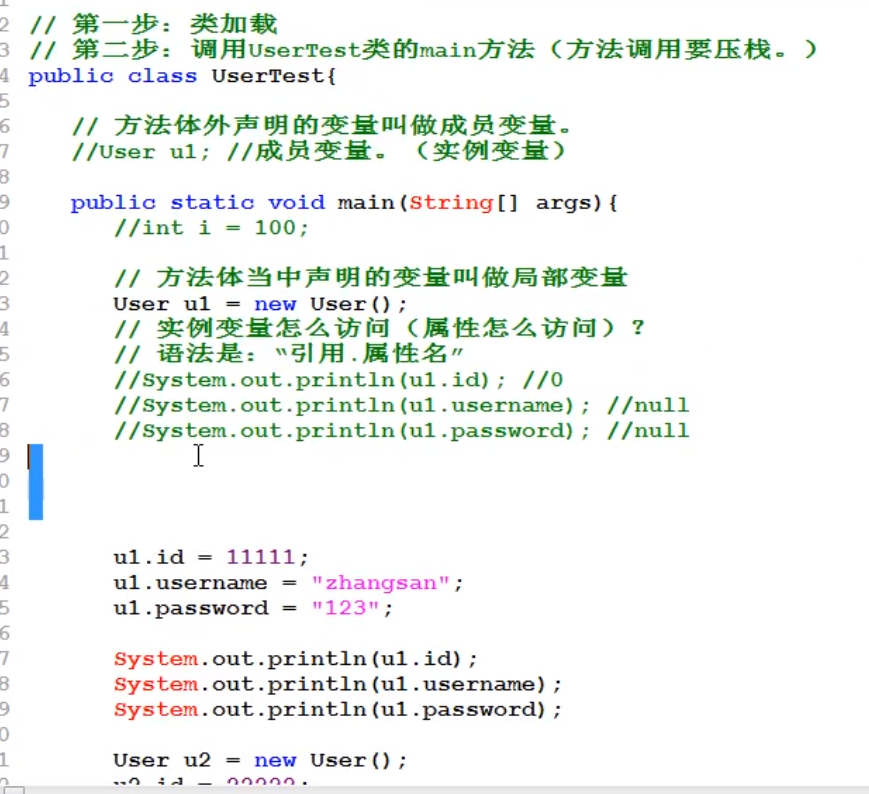 2 // 第一步：类加载
3 // 第二步：调用UserTest类的main方法（方法调用要压栈。）
4 public class UserTest{
5
6 // 方法体外声明的变量叫做成员变量。
7 //User u1; //成员变量。（实例变量）
8
9 public static void main(String[] args){
0 //int i = 100;
1
2 // 方法体当中声明的变量叫做局部变量
3 User u1 = new User();
4 // 实例变量怎么访问（属性怎么访问）？
5 // 语法是：“引用.属性名”
6 //System.out.println(u1.id); //0
7 //System.out.println(u1.username); //null
8 //System.out.println(u1.password); //null
9
0
1
2
3 u1.id = 11111;
4 u1.username = "zhangsan";
5 u1.password = "123";
6
7 System.out.println(u1.id);
8 System.out.println(u1.username);
9 System.out.println(u1.password);
0
1 User u2 = new User();
u2.id = 22222;